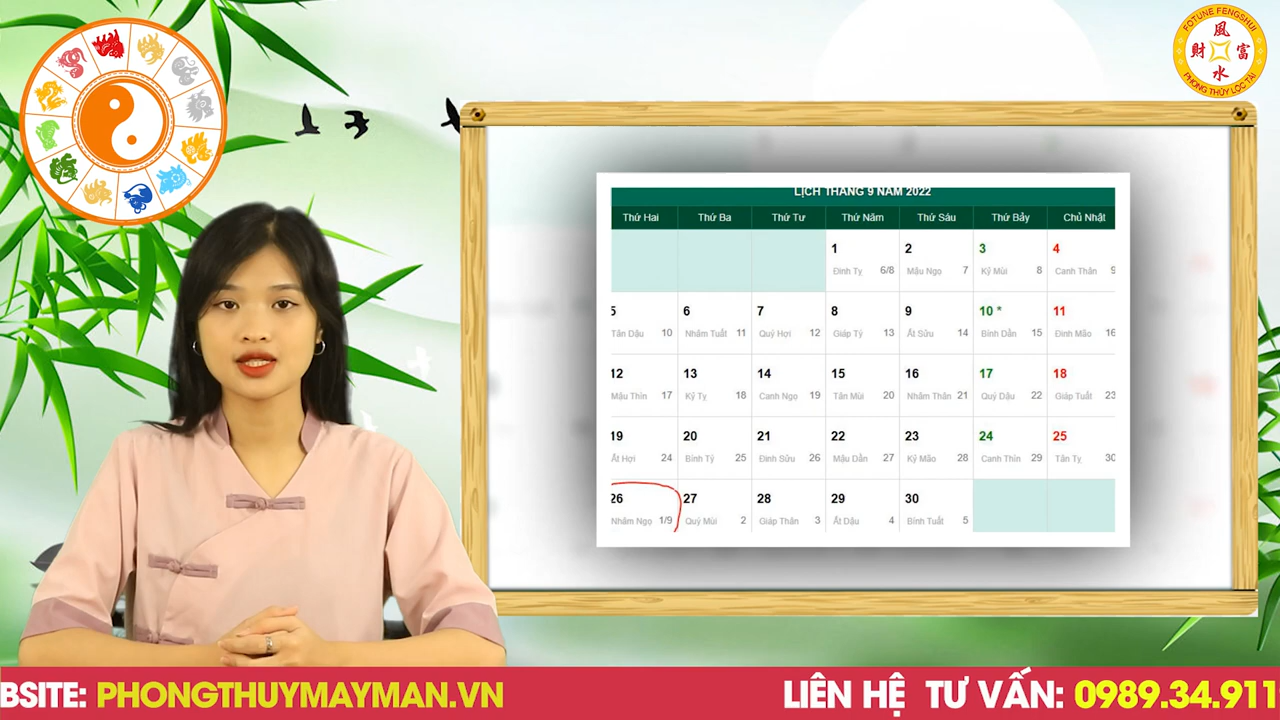 FOTUNE FENGSHUI
風
財 富
水
PHONG THỦY LỘC TÀI
LỊCH THÁNG 9 NĂM 2022
Thứ Hai Thứ Ba Thứ Tư Thứ Năm Thứ Sáu Thứ Bảy Chủ Nhật
1 2 3 4
Đinh Tỵ 6/8 Mậu Ngọ 7 Kỷ Mùi 8 Canh Thân 9
5 6 7 8 9 10 * 11
Tân Dậu 10 Nhâm Tuất 11 Quý Hợi 12 Giáp Tý 13 Ất Sửu 14 Bính Dần 15 Đinh Mão 16
12 13 14 15 16 17 18
Mậu Thìn 17 Kỷ Tỵ 18 Canh Ngọ 19 Tân Mùi 20 Nhâm Thân 21 Quý Dậu 22 Giáp Tuất 23
19 20 21 22 23 24 25
Ất Hợi 24 Bính Tý 25 Đinh Sửu 26 Mậu Dần 27 Kỷ Mão 28 Canh Thìn 29 Tân Tỵ 30
26 27 28 29 30
Nhâm Ngọ 1/9 Quý Mùi 2 Giáp Thân 3 Ất Dậu 4 Bính Tuất 5
BSITE: PHONGTHUYMAYMAN.VN LIÊN HỆ TƯ VẤN: 0989.34.911